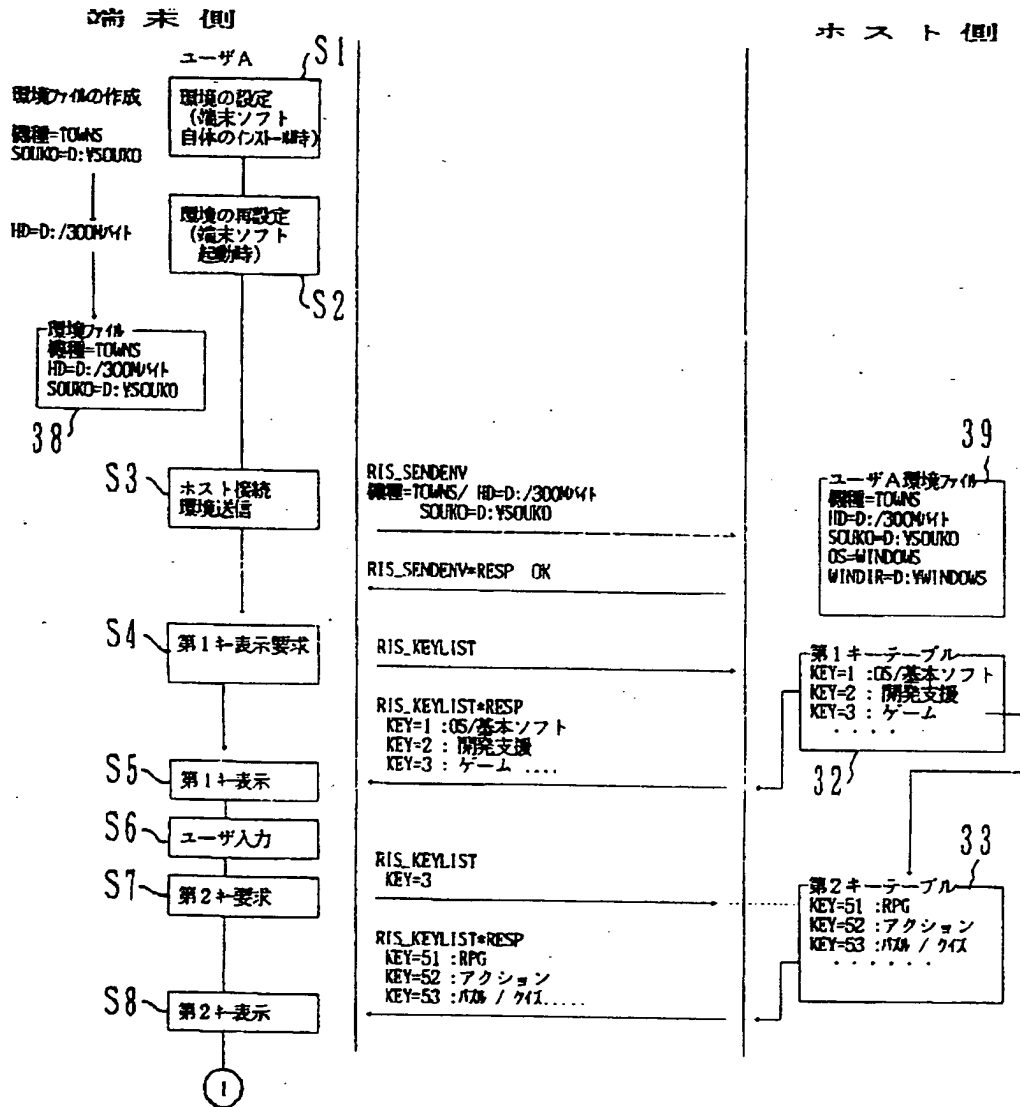 端末側
ホスト側
ユーザA
S1
環境ファイルの作成
機種=TOWNS
SOUKO=D:¥SOUKO
環境の設定
(端末ソフト
自体のインストール時)
HD=D:/300Mバイト
環境の再設定
(端末ソフト
起動時)
S2
環境ファイル
機種=TOWNS
HD=D:/300Mバイト
SOUKO=D:¥SOUKO
38
S3
ホスト接続
環境送信
RIS_SENDENV
機種=TOWNS/ HD=D:/300Mバイト
SOUKO=D:¥SOUKO
RIS_SENDENV*RESP OK
39
ユーザA環境ファイル
機種=TOWNS
HD=D:/300Mバイト
SOUKO=D:¥SOUKO
OS=WINDOWS
WINDIR=D:¥WINDOWS
S4
第1キー表示要求
RIS_KEYLIST
第1キーテーブル
KEY=1 :OS/基本ソフト
KEY=2 : 開発支援
KEY=3 : ゲーム
・・・・
32
RIS_KEYLIST*RESP
KEY=1 :OS/基本ソフト
KEY=2 : 開発支援
KEY=3 : ゲーム ....
S5
第1キー表示
S6
ユーザ入力
S7
第2キー要求
RIS_KEYLIST
KEY=3
33
第2キーテーブル
KEY=51 :RPG
KEY=52 :アクション
KEY=53 :パズル / クイズ
・・・・・・
RIS_KEYLIST*RESP
KEY=51 :RPG
KEY=52 :アクション
KEY=53 :パズル / クイズ.....
S8
第2キー表示
1